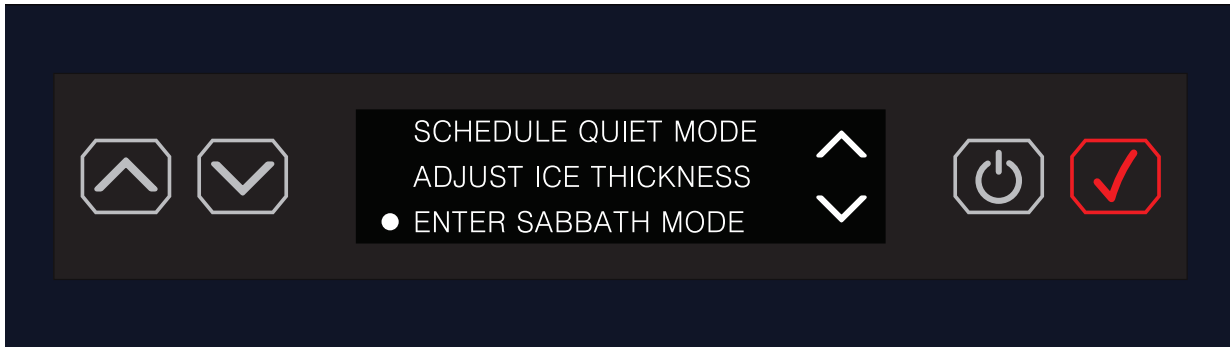 SCHEDULE QUIET MODE
ADJUST ICE THICKNESS
ENTER SABBATH MODE